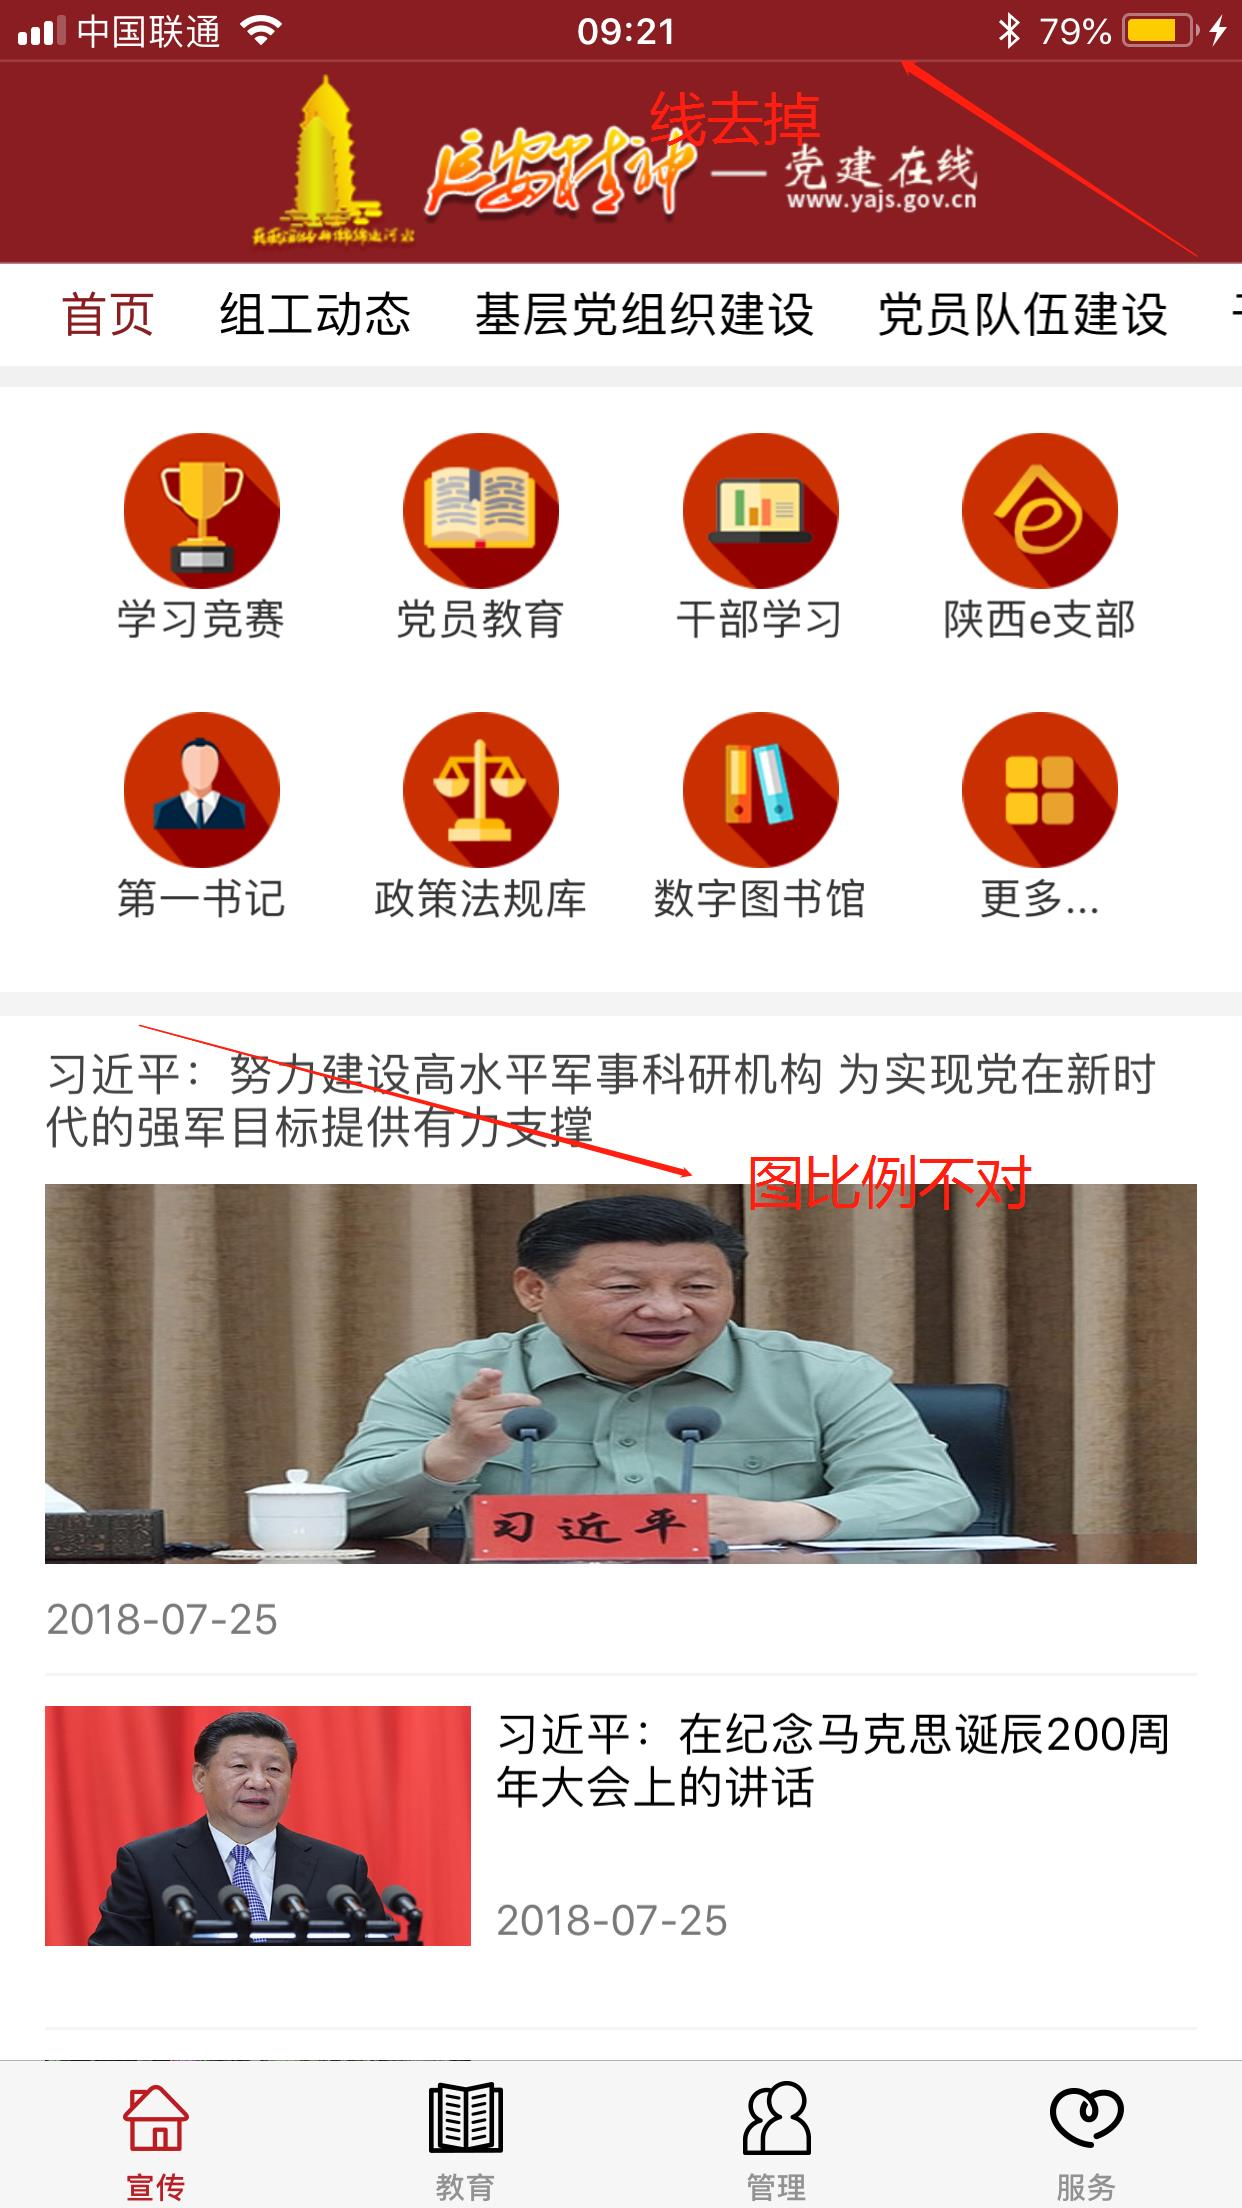 中国联通
09:21
79%
线去掉
延安精神 — 党建在线
www.yajs.gov.cn
首页 组工动态 基层党组织建设 党员队伍建设
学习竞赛 党员教育 干部学习 陕西e支部
第一书记 政策法规库 数字图书馆 更多...
习近平：努力建设高水平军事科研机构 为实现党在新时
代的强军目标提供有力支撑
图比例不对
习近平
2018-07-25
习近平：在纪念马克思诞辰200周
年大会上的讲话
2018-07-25
宣传 教育 管理 服务